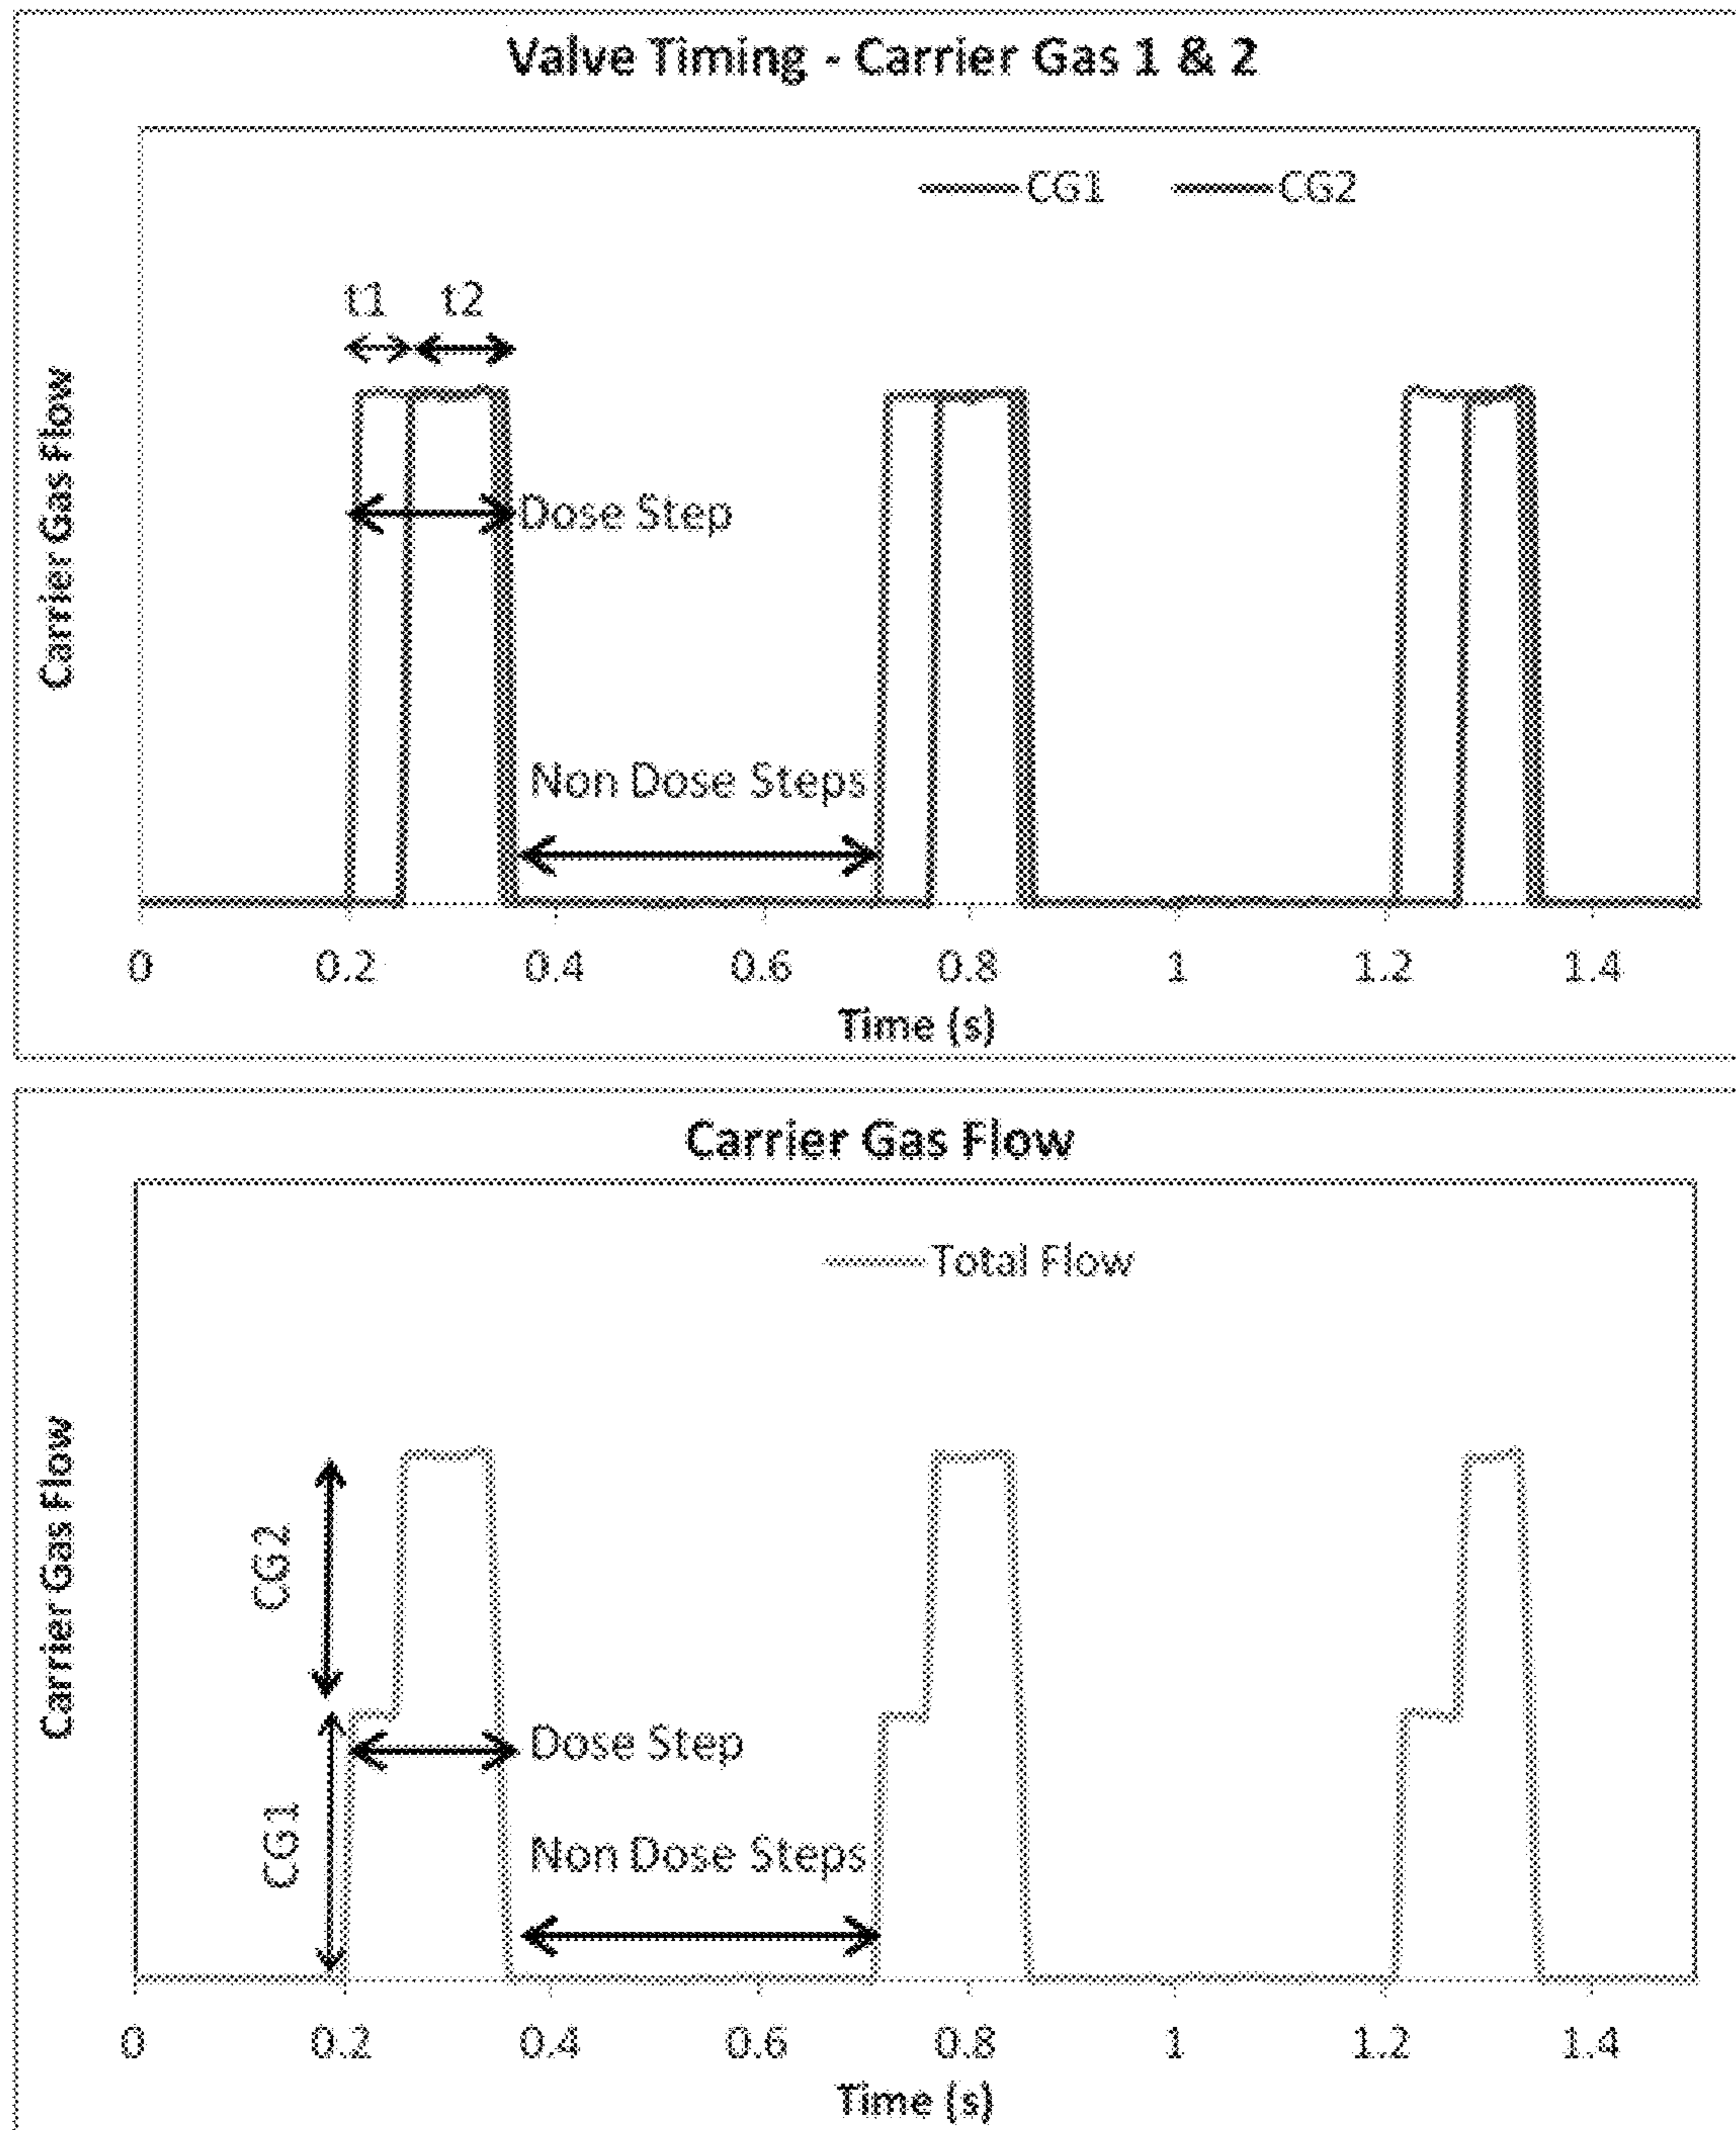 Valve Timing - Carrier Gas 1 & 2
CG1 CG2
t1 t2
Carrier Gas Flow
Dose Step
Non Dose Steps
0 0.2 0.4 0.6 0.8 1 1.2 1.4
Time (s)
Carrier Gas Flow
Total Flow
Carrier Gas Flow
CG2
Dose Step
CG1
Non Dose Steps
0 0.2 0.4 0.6 0.8 1 1.2 1.4
Time (s)